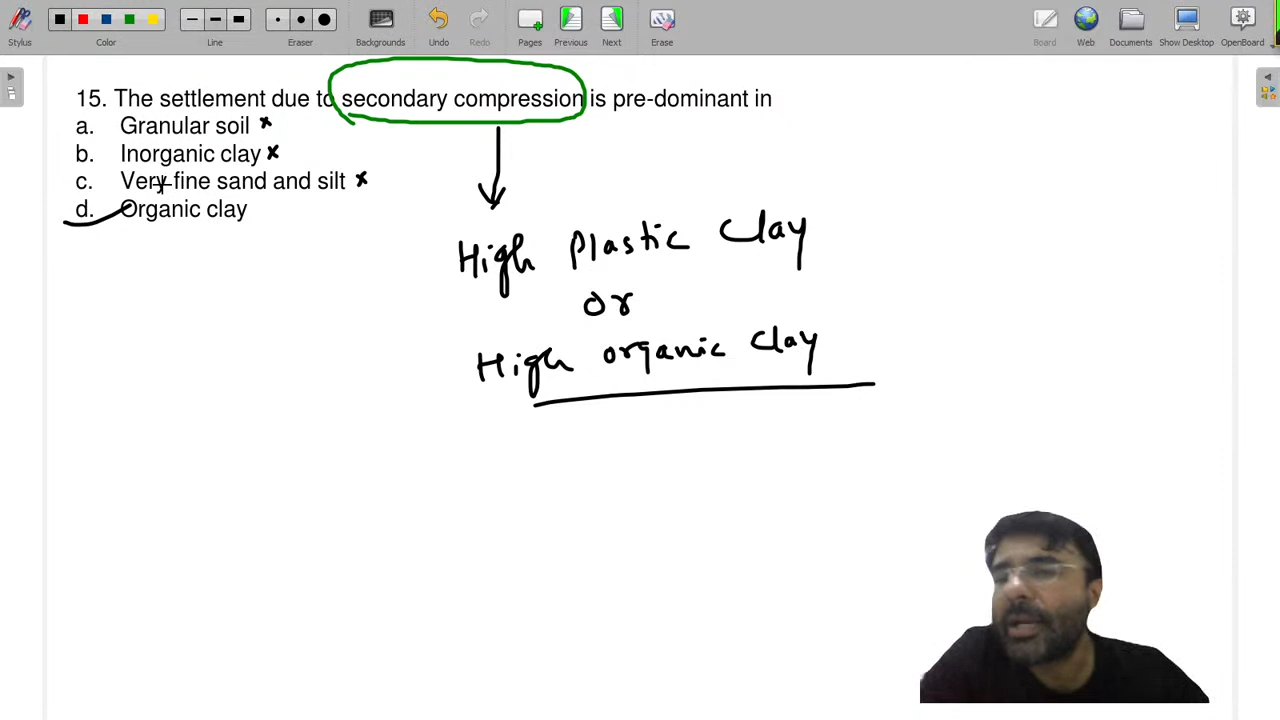 Stylus Color Line Eraser Backgrounds Undo Redo Pages Previous Next Erase Board Web Documents Show Desktop OpenBoard
15. The settlement due to secondary compression is pre-dominant in
a. Granular soil x
b. Inorganic clay x
c. Very fine sand and silt x
d. Organic clay
High Plastic Clay
or
High organic clay